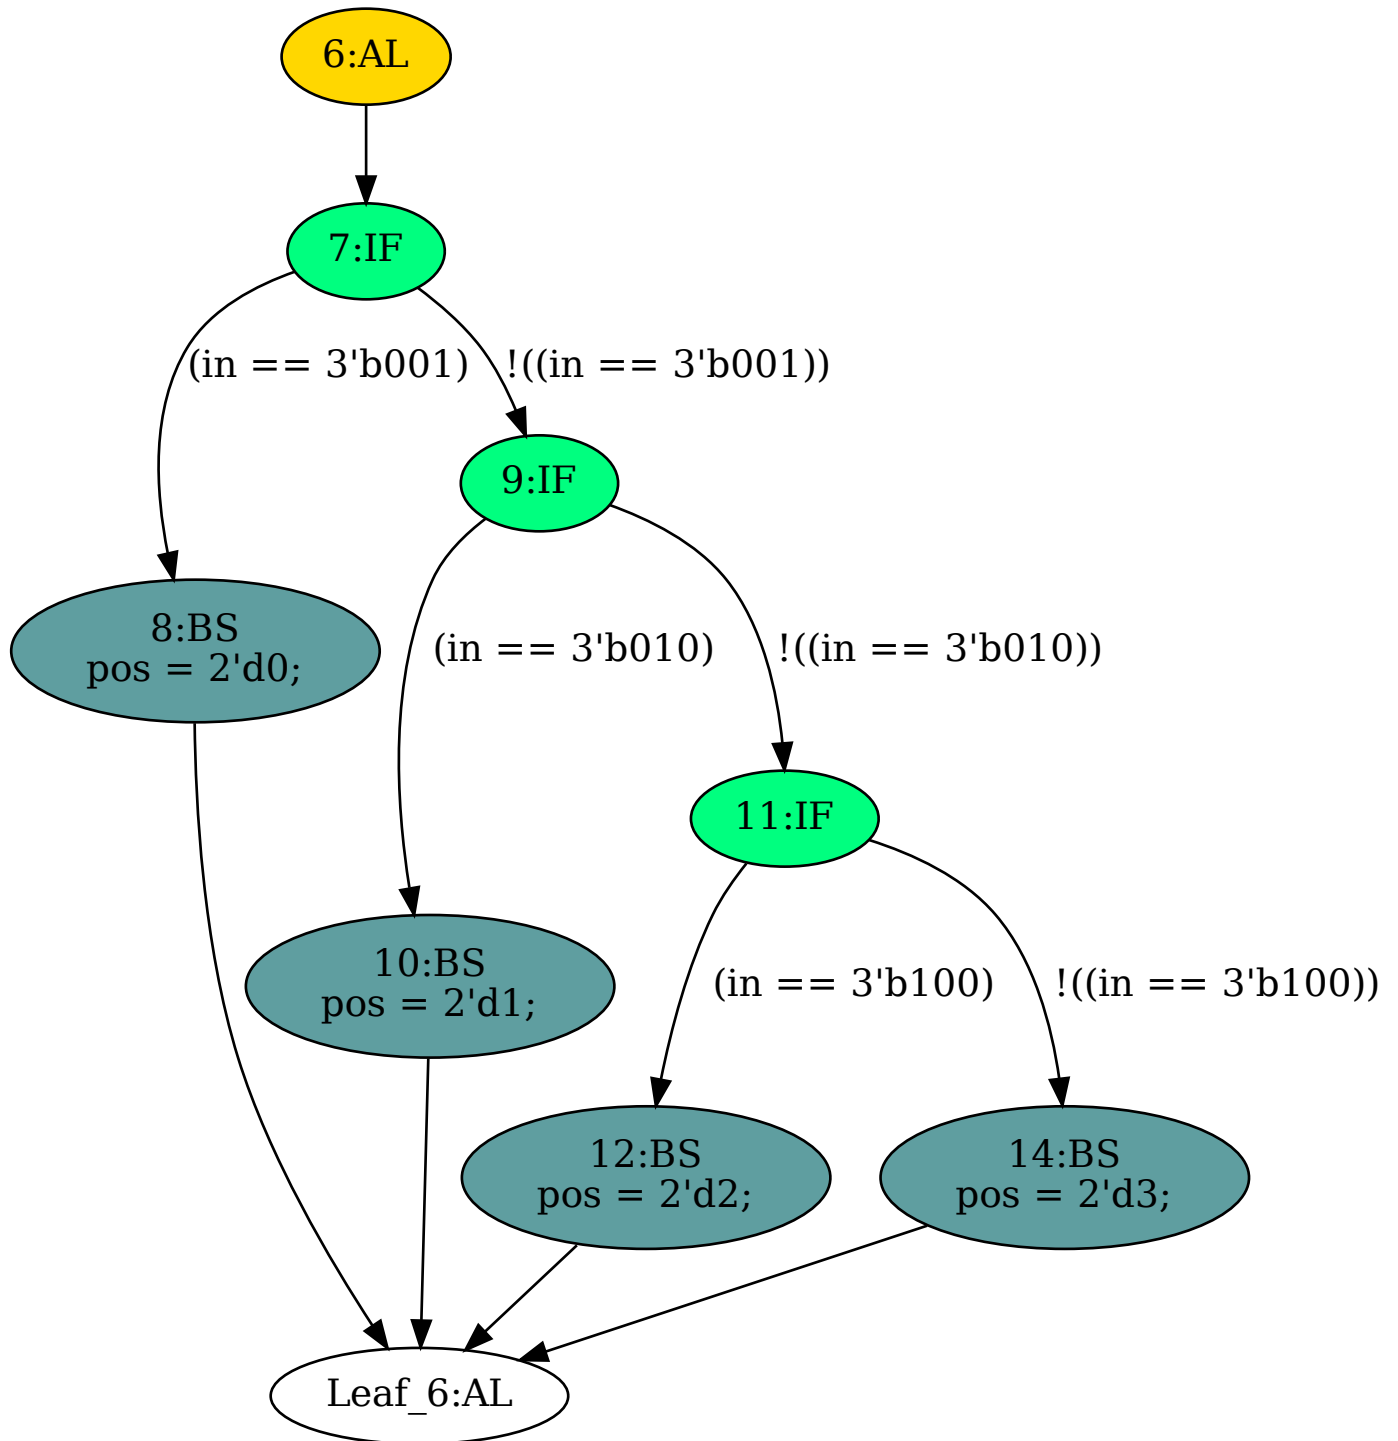 6:AL
7:IF
(in == 3'b001)
!((in == 3'b001))
9:IF
8:BS
pos = 2'd0;
(in == 3'b010)
!((in == 3'b010))
11:IF
10:BS
pos = 2'd1;
(in == 3'b100)
!((in == 3'b100))
12:BS
pos = 2'd2;
14:BS
pos = 2'd3;
Leaf_6:AL